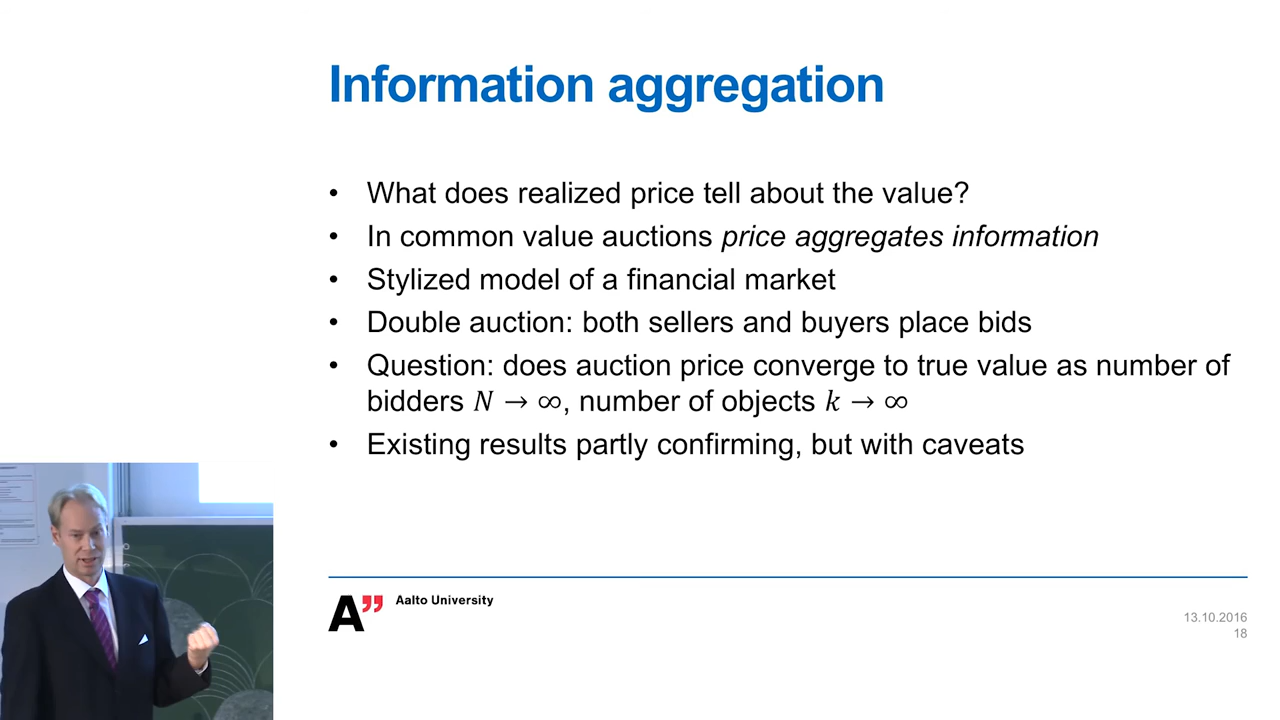 Information aggregation
• What does realized price tell about the value?
• In common value auctions price aggregates information
• Stylized model of a financial market
• Double auction: both sellers and buyers place bids
• Question: does auction price converge to true value as number of
bidders N → ∞, number of objects k → ∞
• Existing results partly confirming, but with caveats
A”
Aalto University
13.10.2016
18